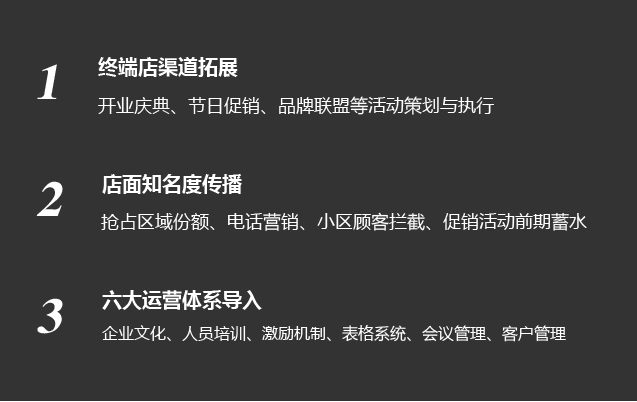 1
终端店渠道拓展
开业庆典、节日促销、品牌联盟等活动策划与执行
2
店面知名度传播
抢占区域份额、电话营销、小区顾客拦截、促销活动前期蓄水
3
六大运营体系导入
企业文化、人员培训、激励机制、表格系统、会议管理、客户管理